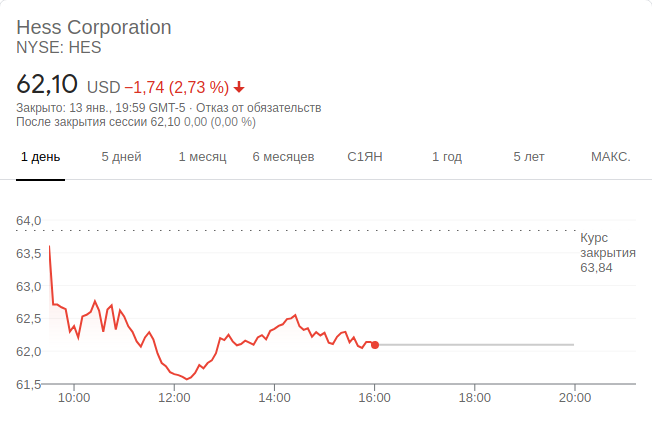 Hess Corporation
NYSE: HES
62,10 USD −1,74 (2,73 %)
Закрыто: 13 янв., 19:59 GMT-5 · Отказ от обязательств
После закрытия сессии 62,10 0,00 (0,00 %)
1 день 5 дней 1 месяц 6 месяцев С1ЯН 1 год 5 лет МАКС.
64,0
Курс
закрытия
63,84
63,5
63,0
62,5
62,0
61,5
10:00 12:00 14:00 16:00 18:00 20:00